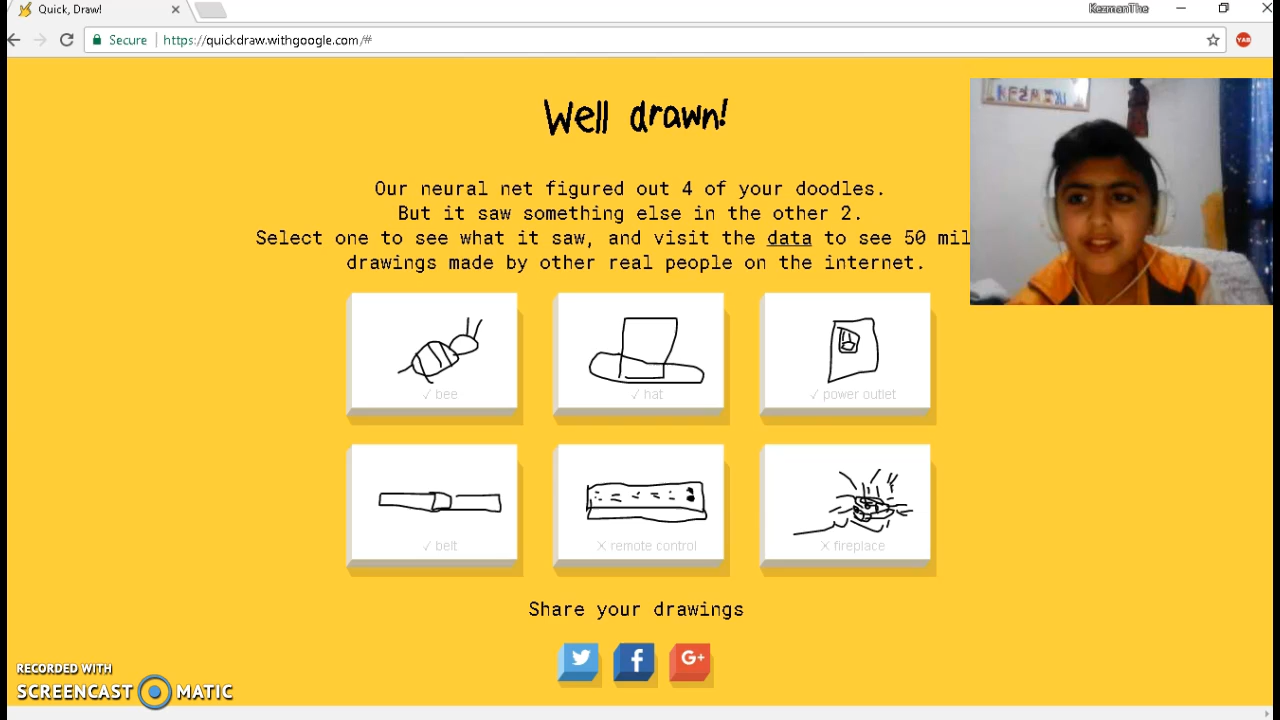 Quick, Draw!
KezmanThe
Secure
https://quickdraw.withgoogle.com/#
Well drawn!
Our neural net figured out 4 of your doodles.
But it saw something else in the other 2.
Select one to see what it saw, and visit the data to see 50 mil
drawings made by other real people on the internet.
✓ bee
✓ hat
✓ power outlet
✓ belt
✕ remote control
✕ fireplace
Share your drawings
f
G+
RECORDED WITH
SCREENCAST MATIC